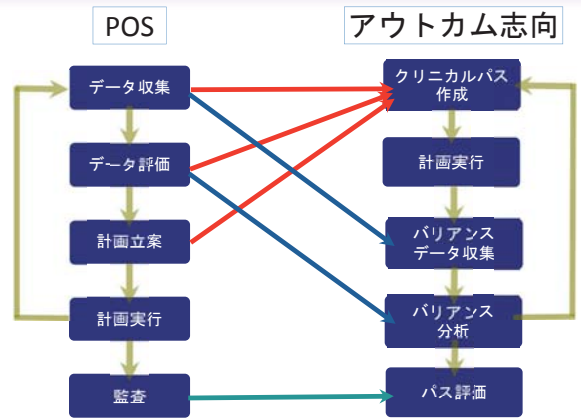 POS
アウトカム志向
データ収集
データ評価
計画立案
計画実行
監査
クリニカルパス
作成
計画実行
バリアンス
データ収集
バリアンス
分析
パス評価